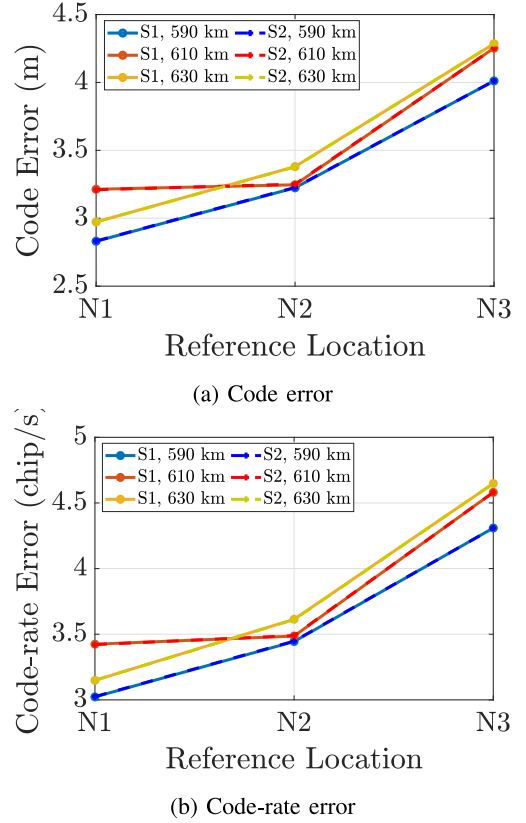 Code Error (m)
4.5
4
3.5
3
2.5
S1, 590 km S2, 590 km
S1, 610 km S2, 610 km
S1, 630 km S2, 630 km
N1 N2 N3
Reference Location
(a) Code error
Code-rate Error (chip/s)
5
4.5
4
3.5
3
S1, 590 km S2, 590 km
S1, 610 km S2, 610 km
S1, 630 km S2, 630 km
N1 N2 N3
Reference Location
(b) Code-rate error